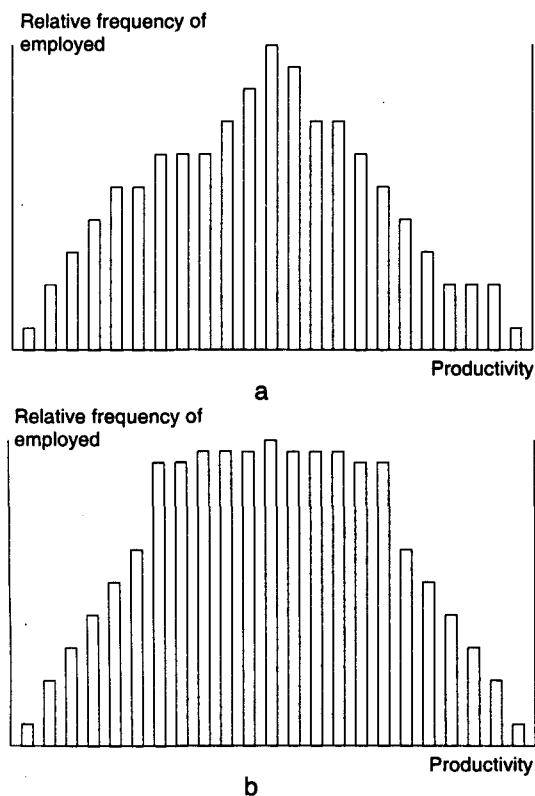 Relative frequency of
employed
Productivity
a
Relative frequency of
employed
Productivity
b